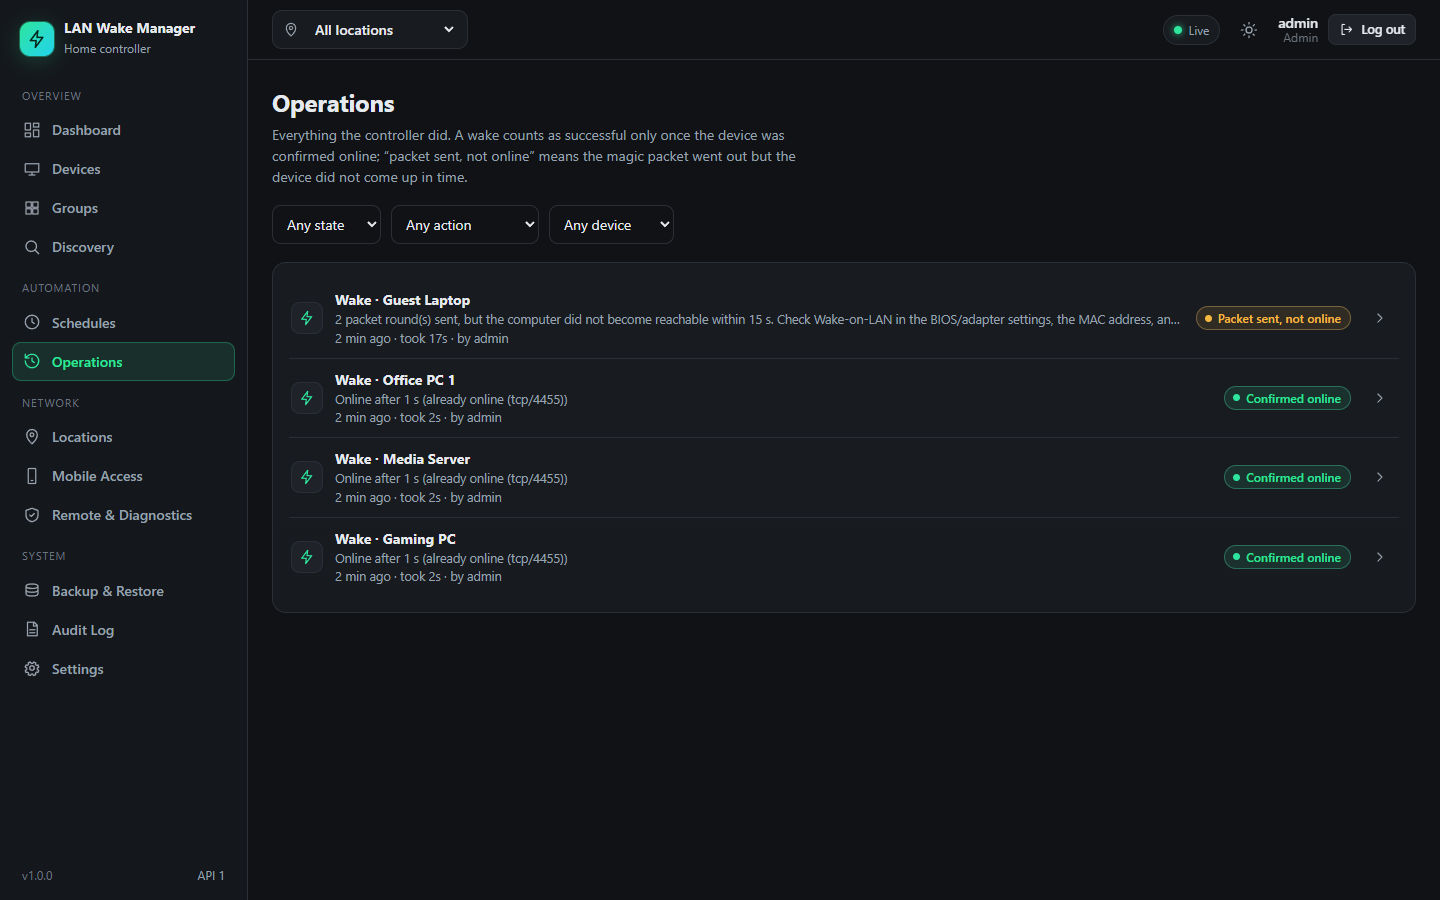 LAN Wake Manager
Home controller
OVERVIEW
Dashboard
Devices
Groups
Discovery
AUTOMATION
Schedules
Operations
NETWORK
Locations
Mobile Access
Remote & Diagnostics
SYSTEM
Backup & Restore
Audit Log
Settings
v1.0.0
API 1
All locations
Live
admin
Admin
Log out
Operations
Everything the controller did. A wake counts as successful only once the device was
confirmed online; “packet sent, not online” means the magic packet went out but the
device did not come up in time.
Any state
Any action
Any device
Wake · Guest Laptop
2 packet round(s) sent, but the computer did not become reachable within 15 s. Check Wake-on-LAN in the BIOS/adapter settings, the MAC address, an...
2 min ago · took 17s · by admin
Packet sent, not online
Wake · Office PC 1
Online after 1 s (already online (tcp/4455))
2 min ago · took 2s · by admin
Confirmed online
Wake · Media Server
Online after 1 s (already online (tcp/4455))
2 min ago · took 2s · by admin
Confirmed online
Wake · Gaming PC
Online after 1 s (already online (tcp/4455))
2 min ago · took 2s · by admin
Confirmed online